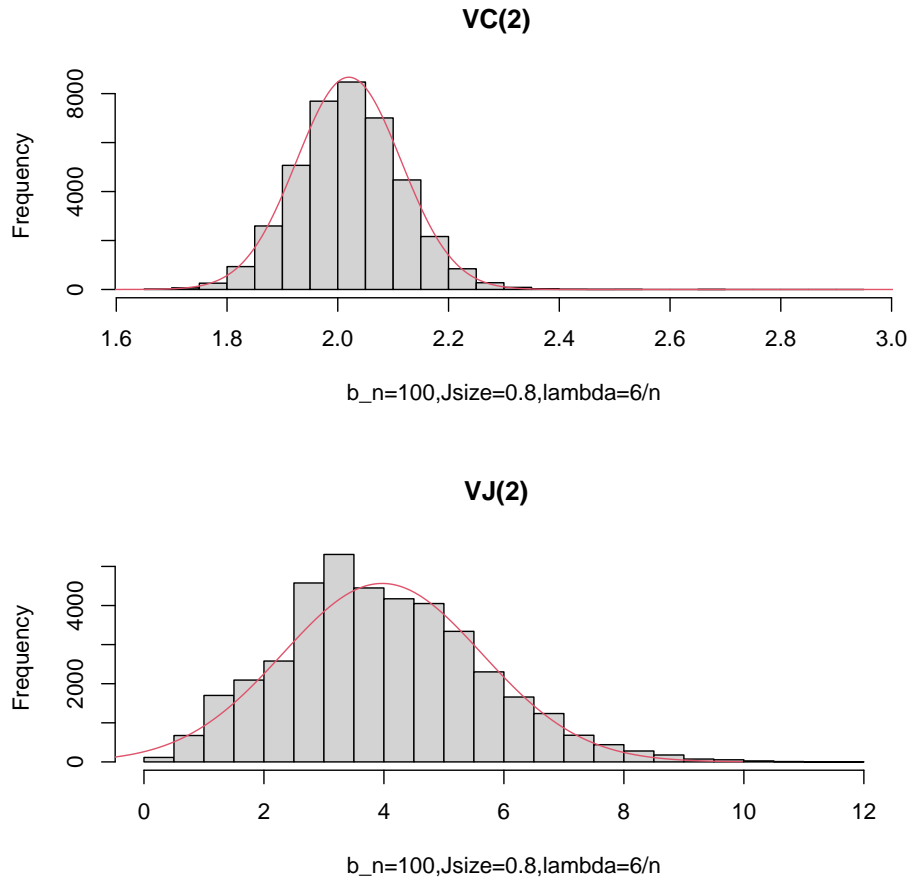 VC(2)
Frequency
8000
4000
0
1.6 1.8 2.0 2.2 2.4 2.6 2.8 3.0
b_n=100,Jsize=0.8,lambda=6/n
VJ(2)
Frequency
4000
2000
0
0 2 4 6 8 10 12
b_n=100,Jsize=0.8,lambda=6/n